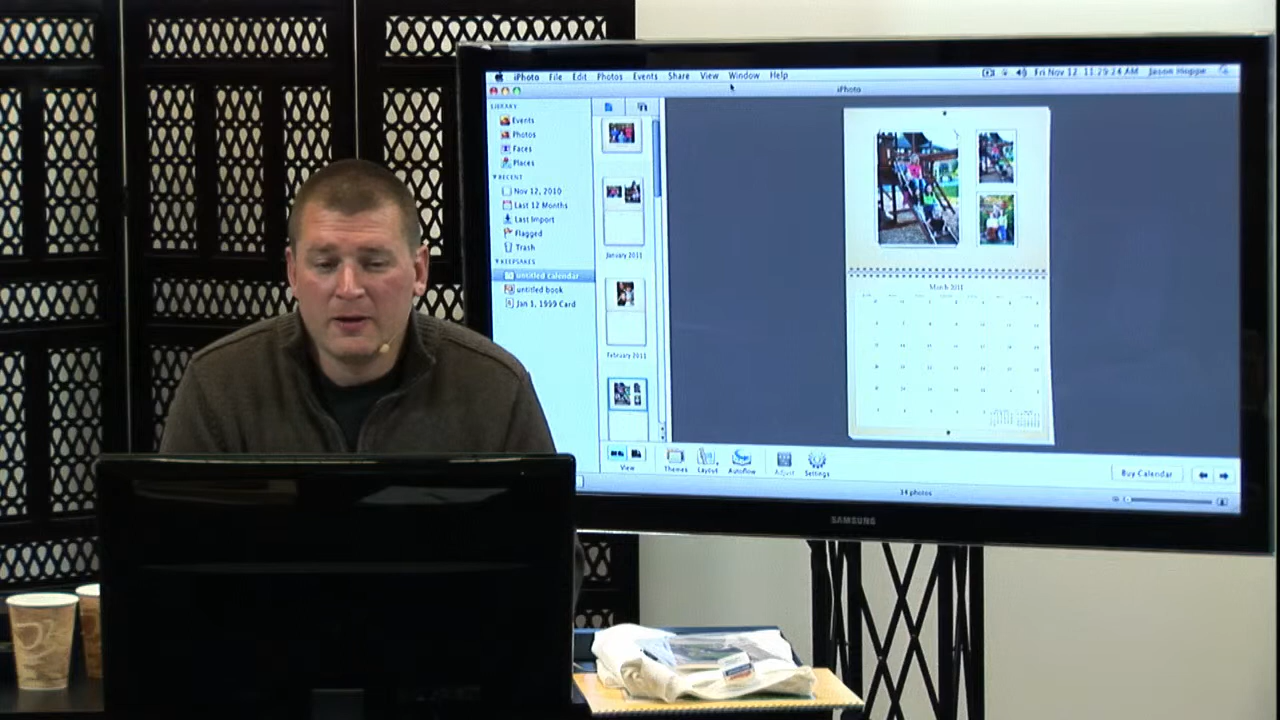 iPhoto File Edit Photos Events Share View Window Help
Fri Nov 12 11:29:24 AM Jason Hoppe
iPhoto
LIBRARY
Events
Photos
Faces
Places
RECENT
Nov 12, 2010
Last 12 Months
Last Import
Flagged
Trash
KEEPSAKES
untitled calendar
untitled book
Jan 1, 1999 Card
January 2011
February 2011
March 2011
View
Themes
Layout
Autoflow
Adjust
Settings
Buy Calendar
34 photos
SAMSUNG